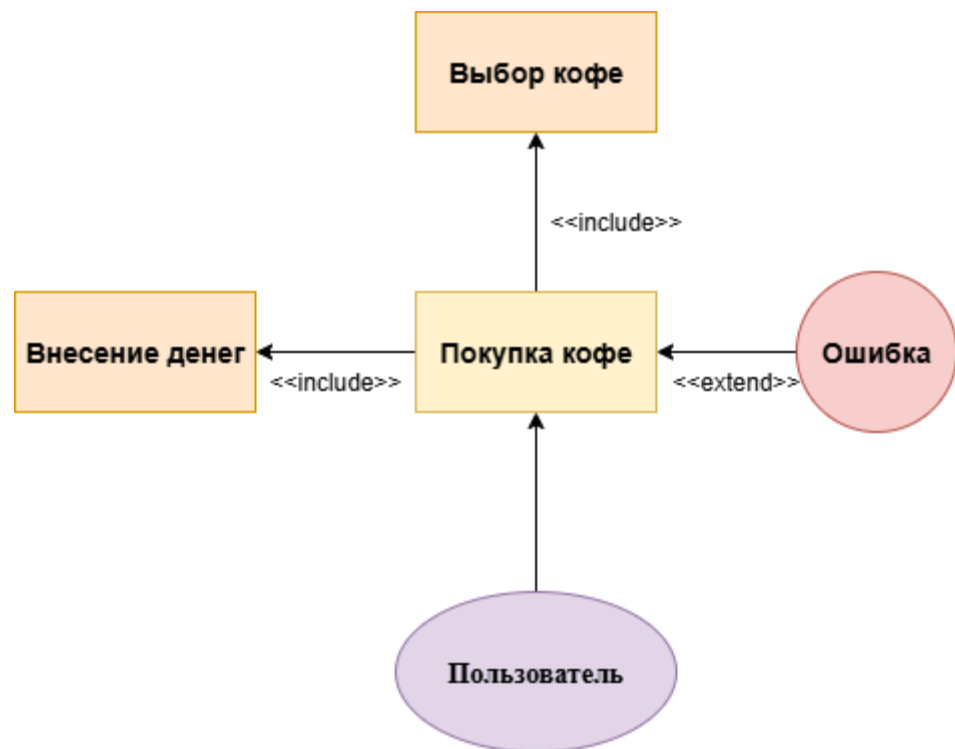 Выбор кофе
<<include>>
Внесение денег
Покупка кофе
Ошибка
<<include>>
<<extend>>
Пользователь